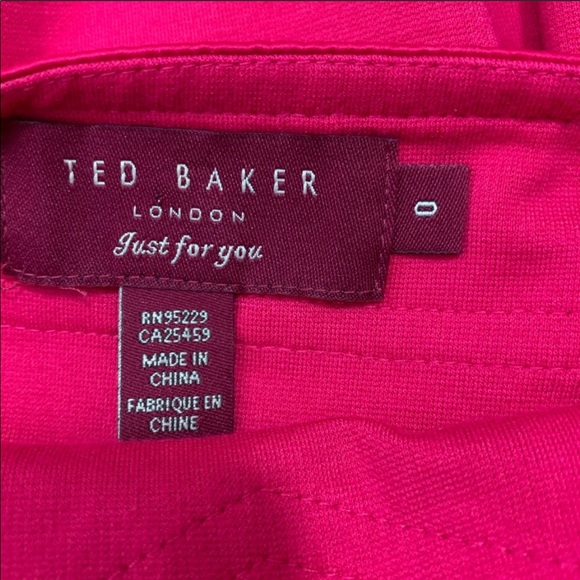 TED BAKER
LONDON
Just for you
0
RN95229
CA25459
MADE IN
CHINA
FABRIQUE EN
CHINE